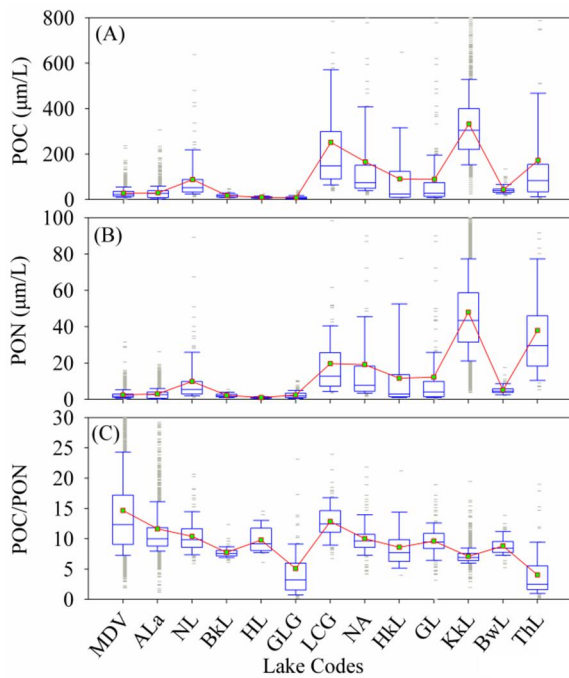 (A)
POC (µm/L)
800
600
400
200
0
(B)
PON (µm/L)
100
80
60
40
20
0
(C)
POC/PON
30
25
20
15
10
5
0
MDV ALa NL BkL HL GLG LCG NA HkL GL KkL BwL ThL
Lake Codes